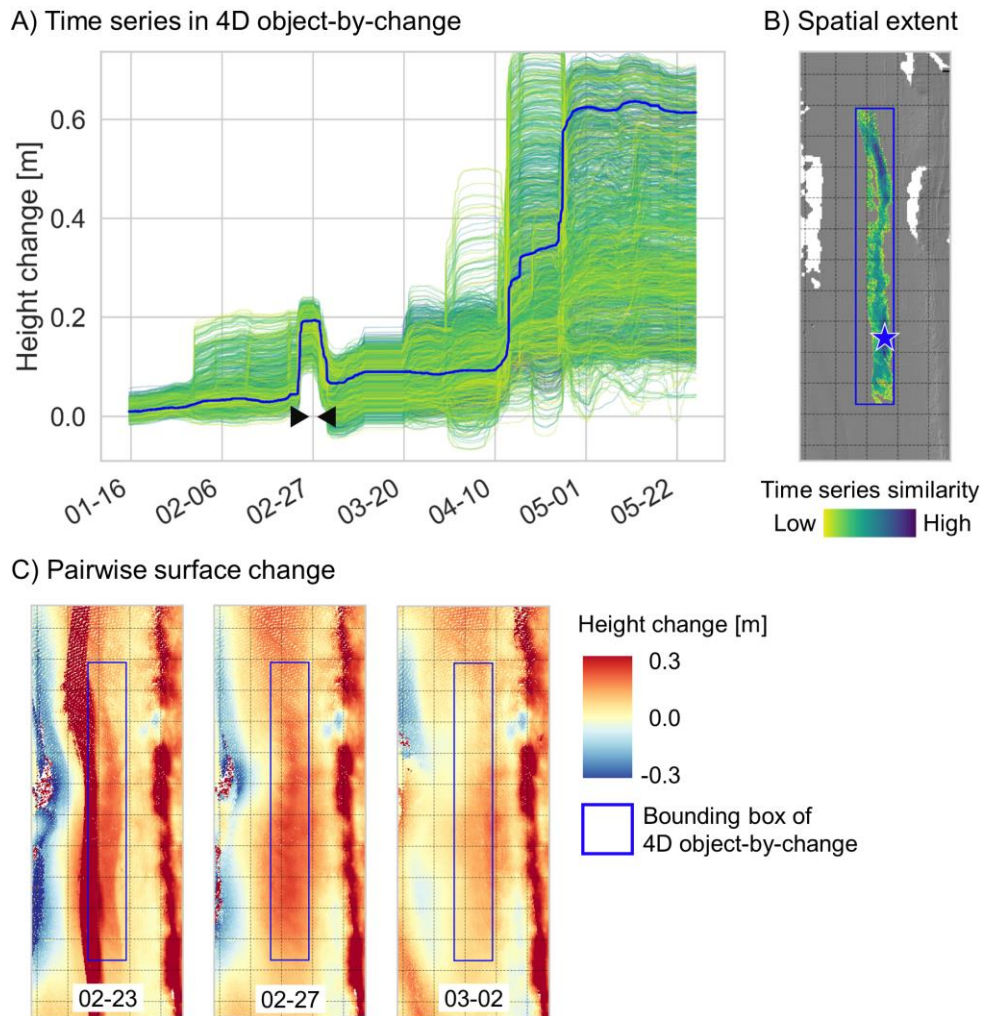 A) Time series in 4D object-by-change
B) Spatial extent
Height change [m]
0.6
0.4
0.2
0.0
01-16
02-06
02-27
03-20
04-10
05-01
05-22
Time series similarity
Low
High
C) Pairwise surface change
02-23
02-27
03-02
Height change [m]
0.3
0.0
-0.3
Bounding box of
4D object-by-change